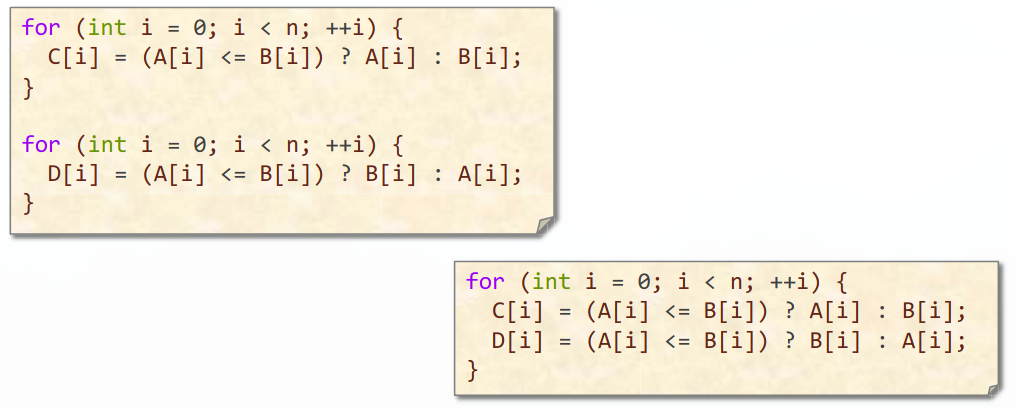 for (int i = 0; i < n; ++i) {
  C[i] = (A[i] <= B[i]) ? A[i] : B[i];
}

for (int i = 0; i < n; ++i) {
  D[i] = (A[i] <= B[i]) ? B[i] : A[i];
}

for (int i = 0; i < n; ++i) {
  C[i] = (A[i] <= B[i]) ? A[i] : B[i];
  D[i] = (A[i] <= B[i]) ? B[i] : A[i];
}